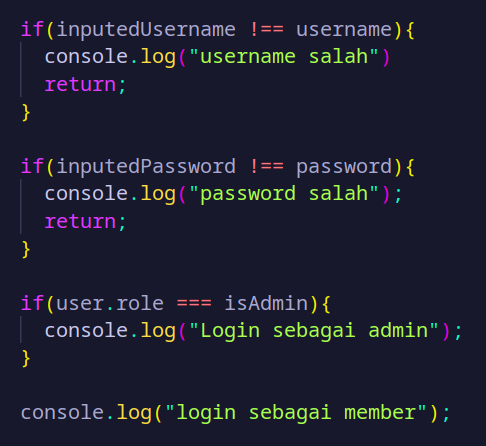 if(inputedUsername !== username){
console.log("username salah")
return;
}
if(inputedPassword !== password){
console.log("password salah");
return;
}
if(user.role === isAdmin){
console.log("Login sebagai admin");
}
console.log("login sebagai member");